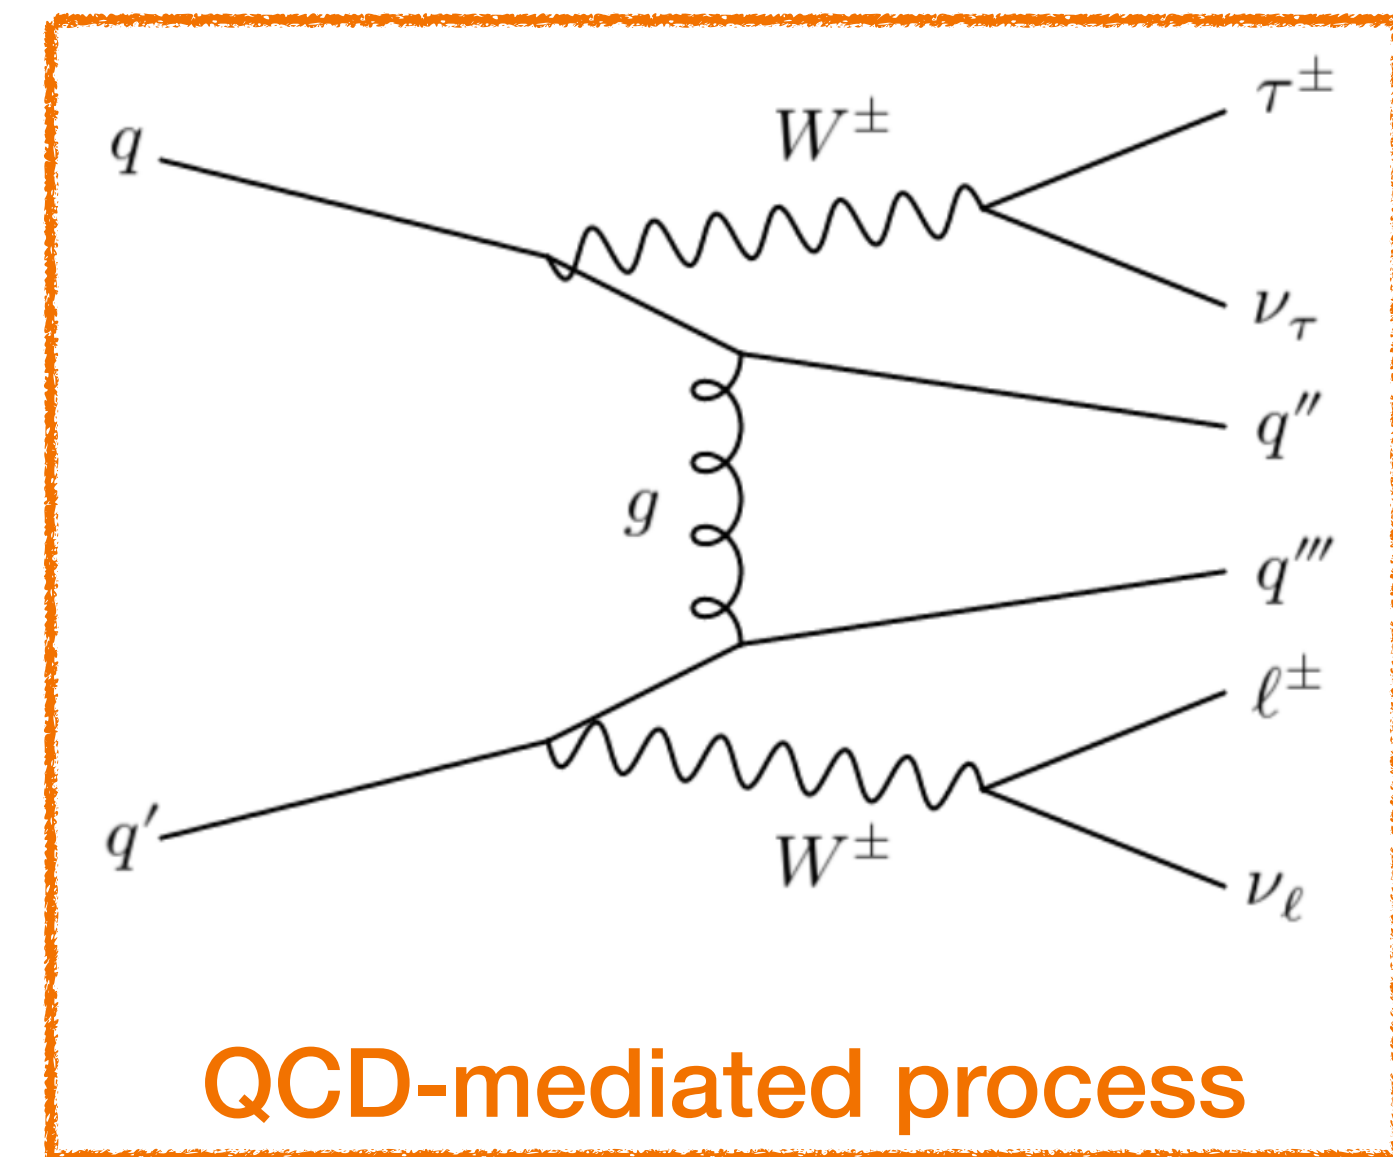 τ±
W±
q
ντ
q″
g
q‴
ℓ±
q′
W±
νℓ
QCD-mediated process